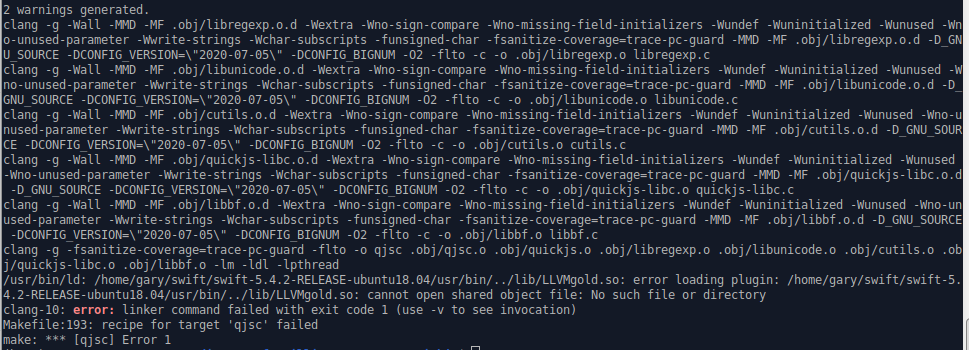 2 warnings generated.
clang -g -Wall -MMD -MF .obj/libregexp.o.d -Wextra -Wno-sign-compare -Wno-missing-field-initializers -Wundef -Wuninitialized -Wunused -Wn
o-unused-parameter -Wwrite-strings -Wchar-subscripts -funsigned-char -fsanitize-coverage=trace-pc-guard -MMD -MF .obj/libregexp.o.d -D_GN
U_SOURCE -DCONFIG_VERSION=\"2020-07-05\" -DCONFIG_BIGNUM -O2 -flto -c -o .obj/libregexp.o libregexp.c
clang -g -Wall -MMD -MF .obj/libunicode.o.d -Wextra -Wno-sign-compare -Wno-missing-field-initializers -Wundef -Wuninitialized -Wunused -W
no-unused-parameter -Wwrite-strings -Wchar-subscripts -funsigned-char -fsanitize-coverage=trace-pc-guard -MMD -MF .obj/libunicode.o.d -D_
GNU_SOURCE -DCONFIG_VERSION=\"2020-07-05\" -DCONFIG_BIGNUM -O2 -flto -c -o .obj/libunicode.o libunicode.c
clang -g -Wall -MMD -MF .obj/cutils.o.d -Wextra -Wno-sign-compare -Wno-missing-field-initializers -Wundef -Wuninitialized -Wunused -Wno-u
nused-parameter -Wwrite-strings -Wchar-subscripts -funsigned-char -fsanitize-coverage=trace-pc-guard -MMD -MF .obj/cutils.o.d -D_GNU_SOUR
CE -DCONFIG_VERSION=\"2020-07-05\" -DCONFIG_BIGNUM -O2 -flto -c -o .obj/cutils.o cutils.c
clang -g -Wall -MMD -MF .obj/quickjs-libc.o.d -Wextra -Wno-sign-compare -Wno-missing-field-initializers -Wundef -Wuninitialized -Wunused
-Wno-unused-parameter -Wwrite-strings -Wchar-subscripts -funsigned-char -fsanitize-coverage=trace-pc-guard -MMD -MF .obj/quickjs-libc.o.d
-D_GNU_SOURCE -DCONFIG_VERSION=\"2020-07-05\" -DCONFIG_BIGNUM -O2 -flto -c -o .obj/quickjs-libc.o quickjs-libc.c
clang -g -Wall -MMD -MF .obj/libbf.o.d -Wextra -Wno-sign-compare -Wno-missing-field-initializers -Wundef -Wuninitialized -Wunused -Wno-un
used-parameter -Wwrite-strings -Wchar-subscripts -funsigned-char -fsanitize-coverage=trace-pc-guard -MMD -MF .obj/libbf.o.d -D_GNU_SOURCE
-DCONFIG_VERSION=\"2020-07-05\" -DCONFIG_BIGNUM -O2 -flto -c -o .obj/libbf.o libbf.c
clang -g -fsanitize-coverage=trace-pc-guard -flto -o qjsc .obj/qjsc.o .obj/quickjs.o .obj/libregexp.o .obj/libunicode.o .obj/cutils.o .ob
j/quickjs-libc.o .obj/libbf.o -lm -ldl -lpthread
/usr/bin/ld: /home/gary/swift/swift-5.4.2-RELEASE-ubuntu18.04/usr/bin/../lib/LLVMgold.so: error loading plugin: /home/gary/swift/swift-5.
4.2-RELEASE-ubuntu18.04/usr/bin/../lib/LLVMgold.so: cannot open shared object file: No such file or directory
clang-10: error: linker command failed with exit code 1 (use -v to see invocation)
Makefile:193: recipe for target 'qjsc' failed
make: *** [qjsc] Error 1